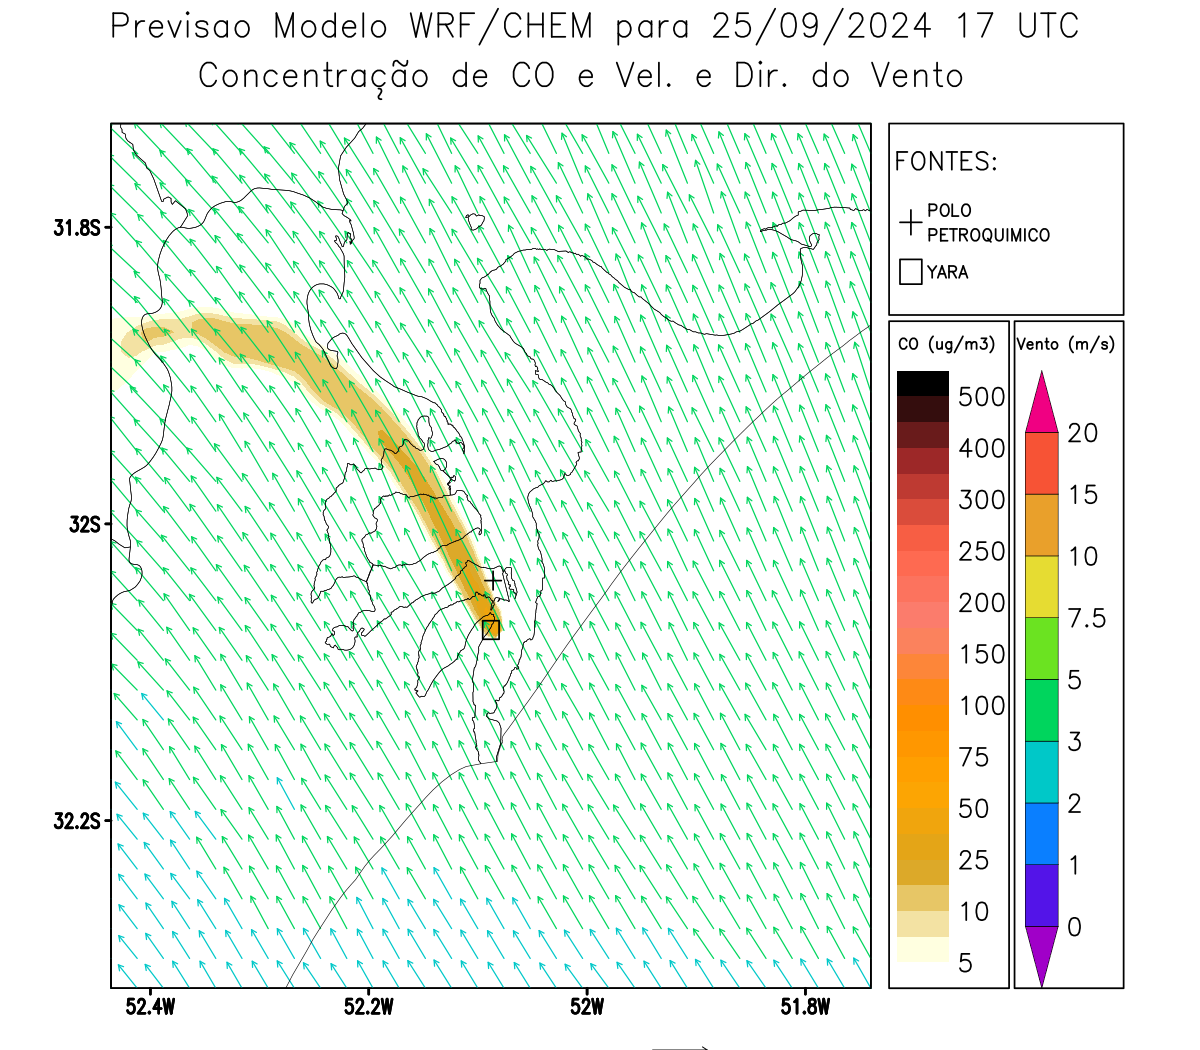 Previsao Modelo WRF/CHEM para 25/09/2024 17 UTC
Concentração de CO e Vel. e Dir. do Vento
FONTES:
POLO
PETROQUIMICO
YARA
CO (ug/m3)
500
400
300
250
200
150
100
75
50
25
10
5
Vento (m/s)
20
15
10
7.5
5
3
2
1
0
31.8S
32S
32.2S
52.4W
52.2W
52W
51.8W